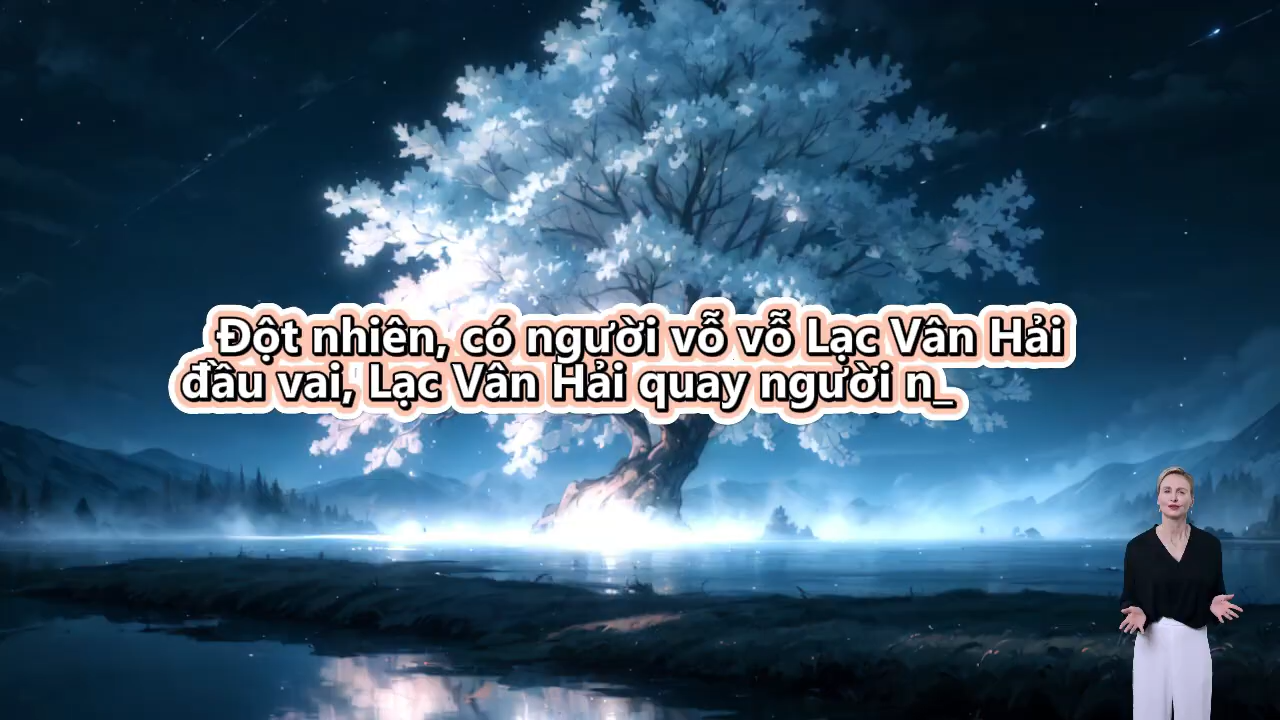 Đột nhiên, có người vỗ vỗ Lạc Vân Hải
đầu vai, Lạc Vân Hải quay người n_